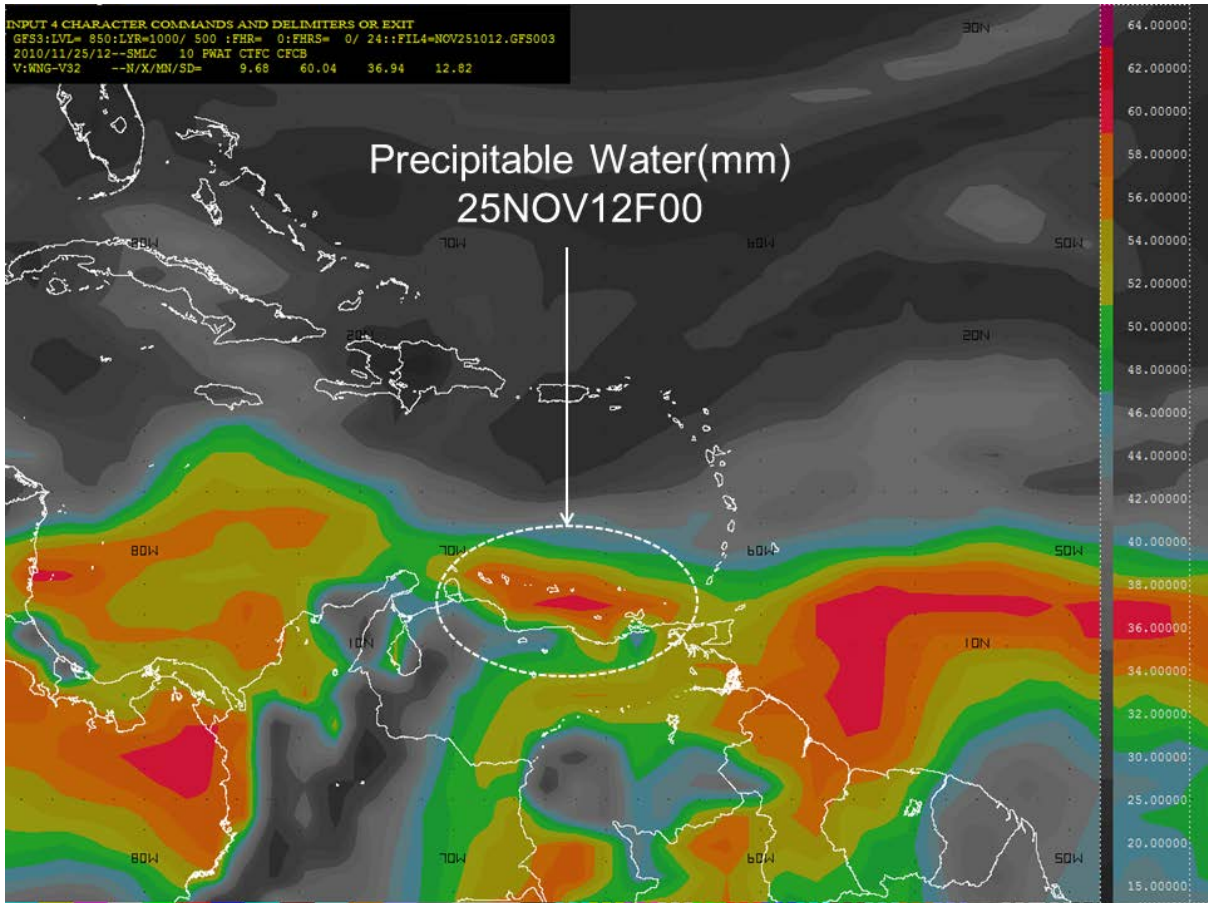 INPUT 4 CHARACTER COMMANDS AND DELIMITERS OR EXIT
GFS3:LVL= 850:LYR=1000/ 500 :FHR= 0:FHRS= 0/ 24::FIL4=NOV251012.GFS003
2010/11/25/12--SMLC 10 PWAT CTFC CFCB
V:WNG-V32 --N/X/MN/SD= 9.68 60.04 36.94 12.82
Precipitable Water(mm)
25NOV12F00
30N
80W 70W 60W 50W
20N 20N
80W 70W 60W 50W
10N 10N
80W 70W 60W 50W
64.00000
62.00000
60.00000
58.00000
56.00000
54.00000
52.00000
50.00000
48.00000
46.00000
44.00000
42.00000
40.00000
38.00000
36.00000
34.00000
32.00000
30.00000
25.00000
20.00000
15.00000